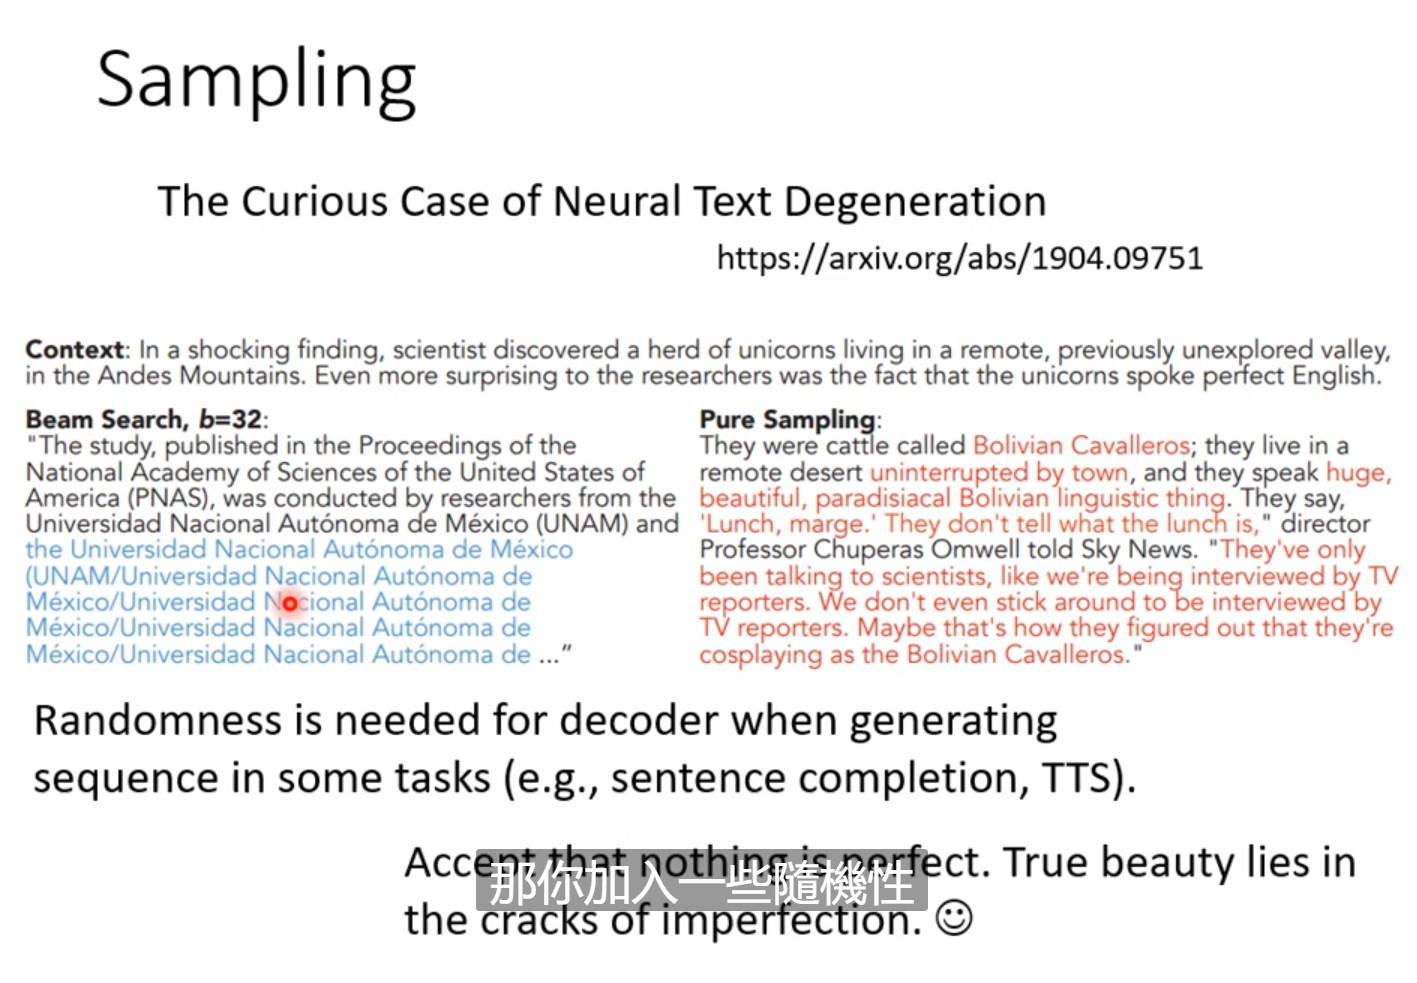 Sampling
The Curious Case of Neural Text Degeneration
https://arxiv.org/abs/1904.09751
Context: In a shocking finding, scientist discovered a herd of unicorns living in a remote, previously unexplored valley,
in the Andes Mountains. Even more surprising to the researchers was the fact that the unicorns spoke perfect English.
Beam Search, b=32:
"The study, published in the Proceedings of the
National Academy of Sciences of the United States of
America (PNAS), was conducted by researchers from the
Universidad Nacional Autónoma de México (UNAM) and
the Universidad Nacional Autónoma de México
(UNAM/Universidad Nacional Autónoma de
México/Universidad Nacional Autónoma de
México/Universidad Nacional Autónoma de
México/Universidad Nacional Autónoma de ..."
Pure Sampling:
They were cattle called Bolivian Cavalleros; they live in a
remote desert uninterrupted by town, and they speak huge,
beautiful, paradisiacal Bolivian linguistic thing. They say,
'Lunch, marge.' They don't tell what the lunch is," director
Professor Chuperas Omwell told Sky News. "They've only
been talking to scientists, like we're being interviewed by TV
reporters. We don't even stick around to be interviewed by
TV reporters. Maybe that's how they figured out that they're
cosplaying as the Bolivian Cavalleros."
Randomness is needed for decoder when generating
sequence in some tasks (e.g., sentence completion, TTS).
Accept that nothing is perfect. True beauty lies in
the cracks of imperfection. ☺
那你加入一些隨機性